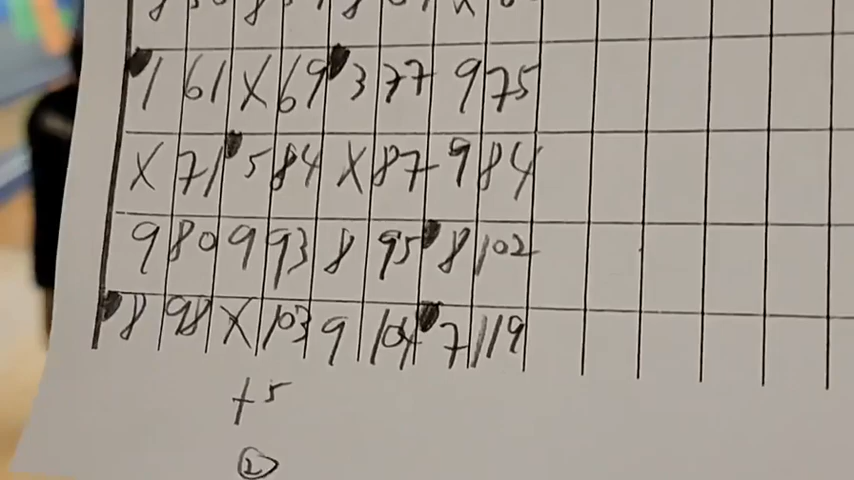 1 61 X 69 3 77 9 75
X 71 5 84 X 87 9 84
9 80 9 93 8 95 8 102
8 98 X 103 9 104 7 119
+5
2